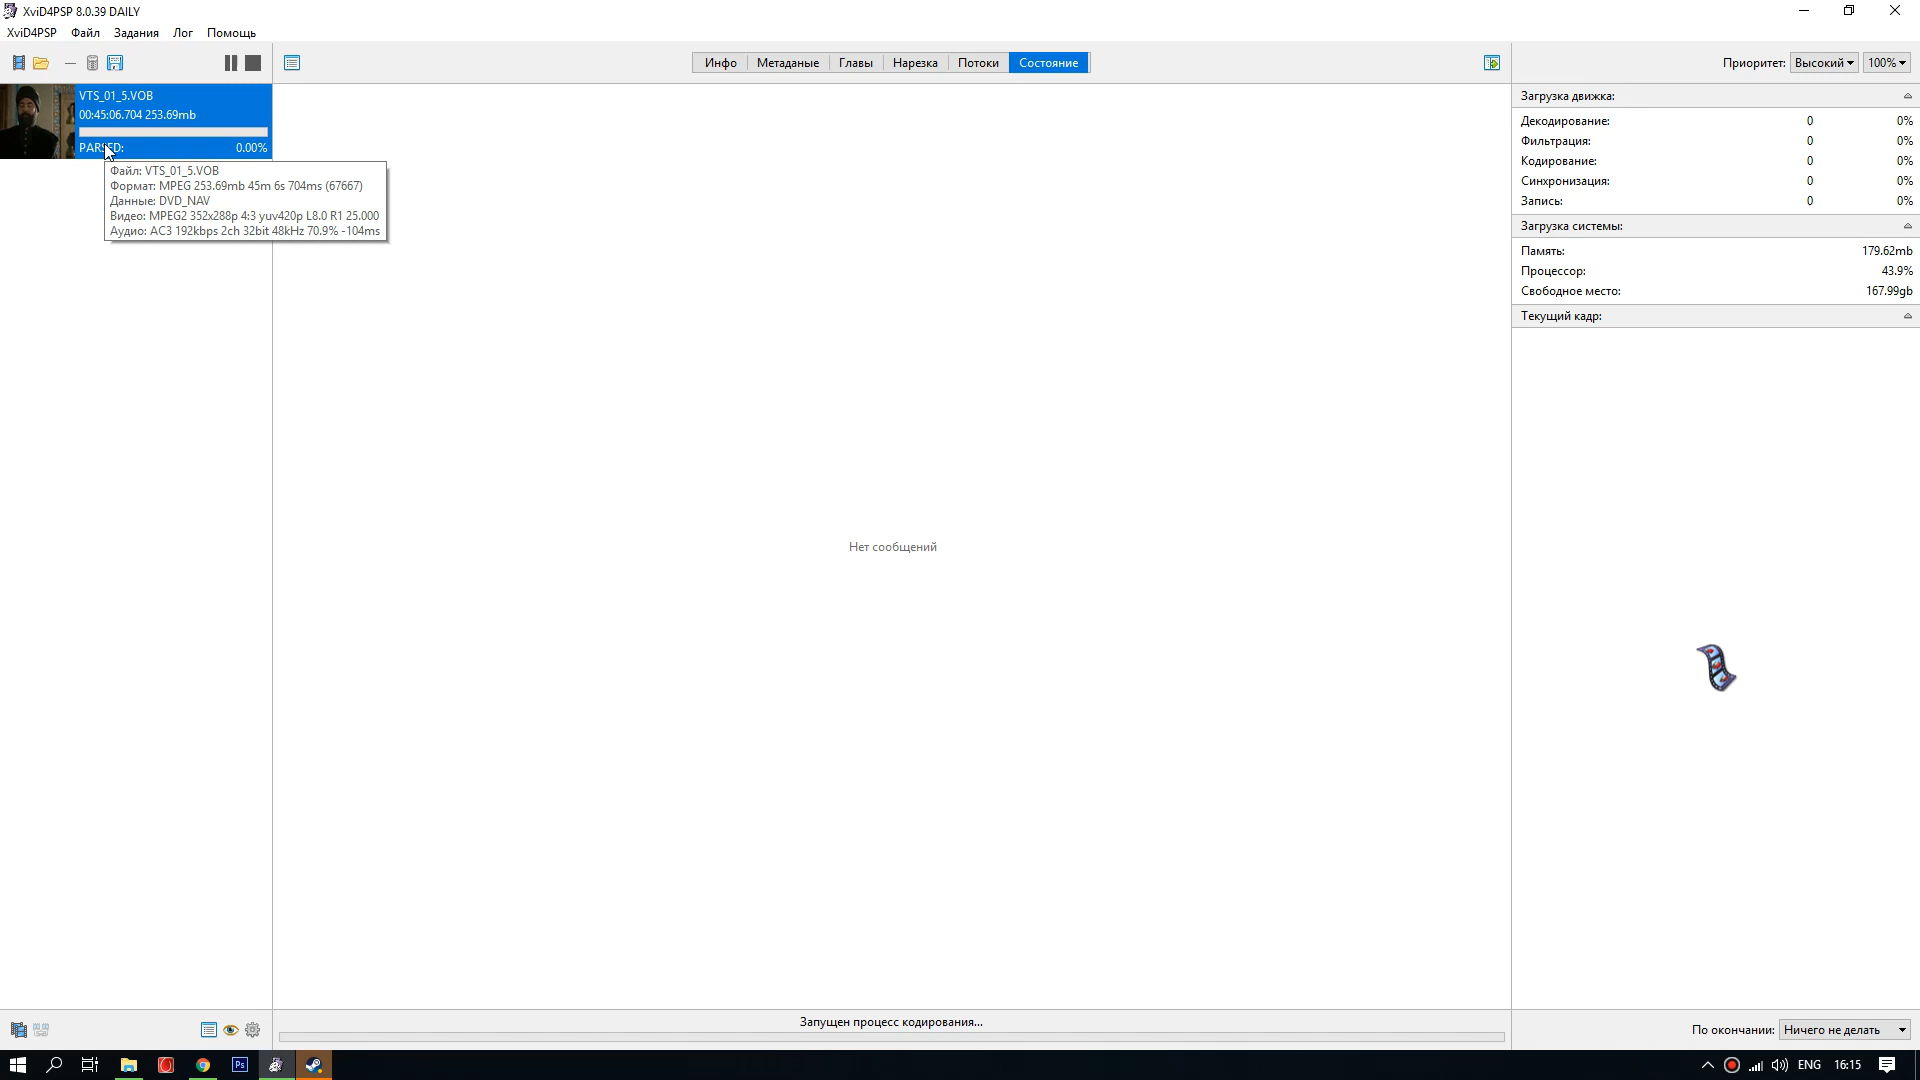 XviD4PSP 8.0.39 DAILY
XviD4PSP Файл Задания Лог Помощь
Инфо Метаданые Главы Нарезка Потоки Состояние
Приоритет: Высокий 100%
VTS_01_5.VOB
00:45:06.704 253.69mb
PARSED: 0.00%
Файл: VTS_01_5.VOB
Формат: MPEG 253.69mb 45m 6s 704ms (67667)
Данные: DVD_NAV
Видео: MPEG2 352x288p 4:3 yuv420p L8.0 R1 25.000
Аудио: AC3 192kbps 2ch 32bit 48kHz 70.9% -104ms
Нет сообщений
Загрузка движка:
Декодирование: 0 0%
Фильтрация: 0 0%
Кодирование: 0 0%
Синхронизация: 0 0%
Запись: 0 0%
Загрузка системы:
Память: 179.62mb
Процессор: 43.9%
Свободное место: 167.99gb
Текущий кадр:
Запущен процесс кодирования...
По окончании: Ничего не делать
Ps
ENG 16:15